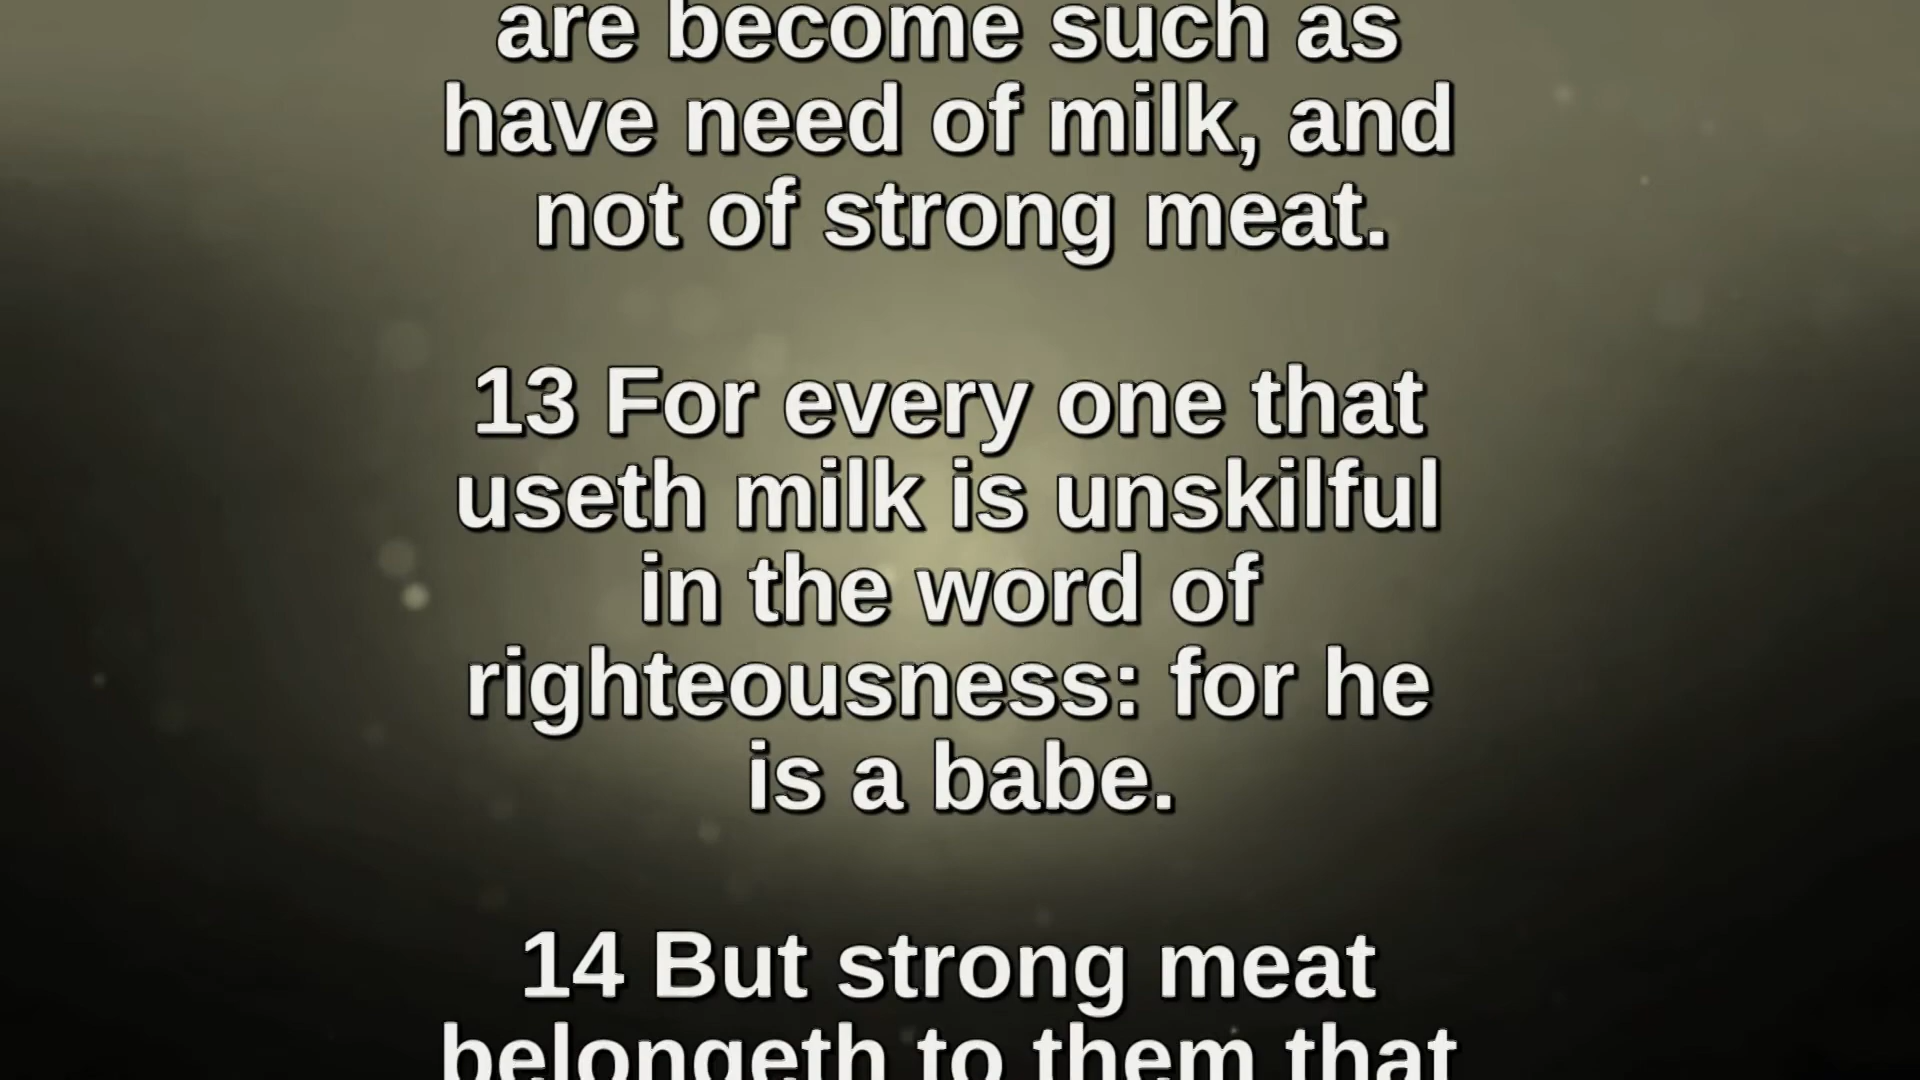 are become such as
have need of milk, and
not of strong meat.
13 For every one that
useth milk is unskilful
in the word of
righteousness: for he
is a babe.
14 But strong meat
belongeth to them that